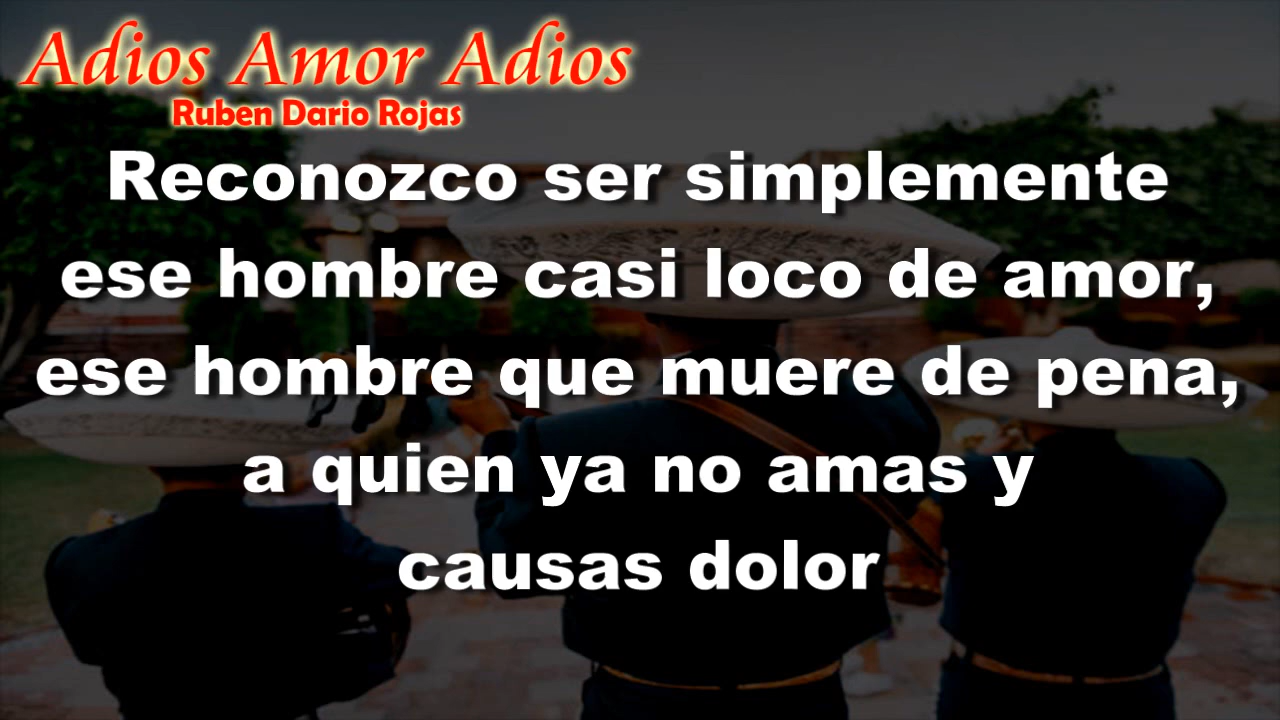 Adios Amor Adios
Ruben Dario Rojas
Reconozco ser simplemente
ese hombre casi loco de amor,
ese hombre que muere de pena,
a quien ya no amas y
causas dolor